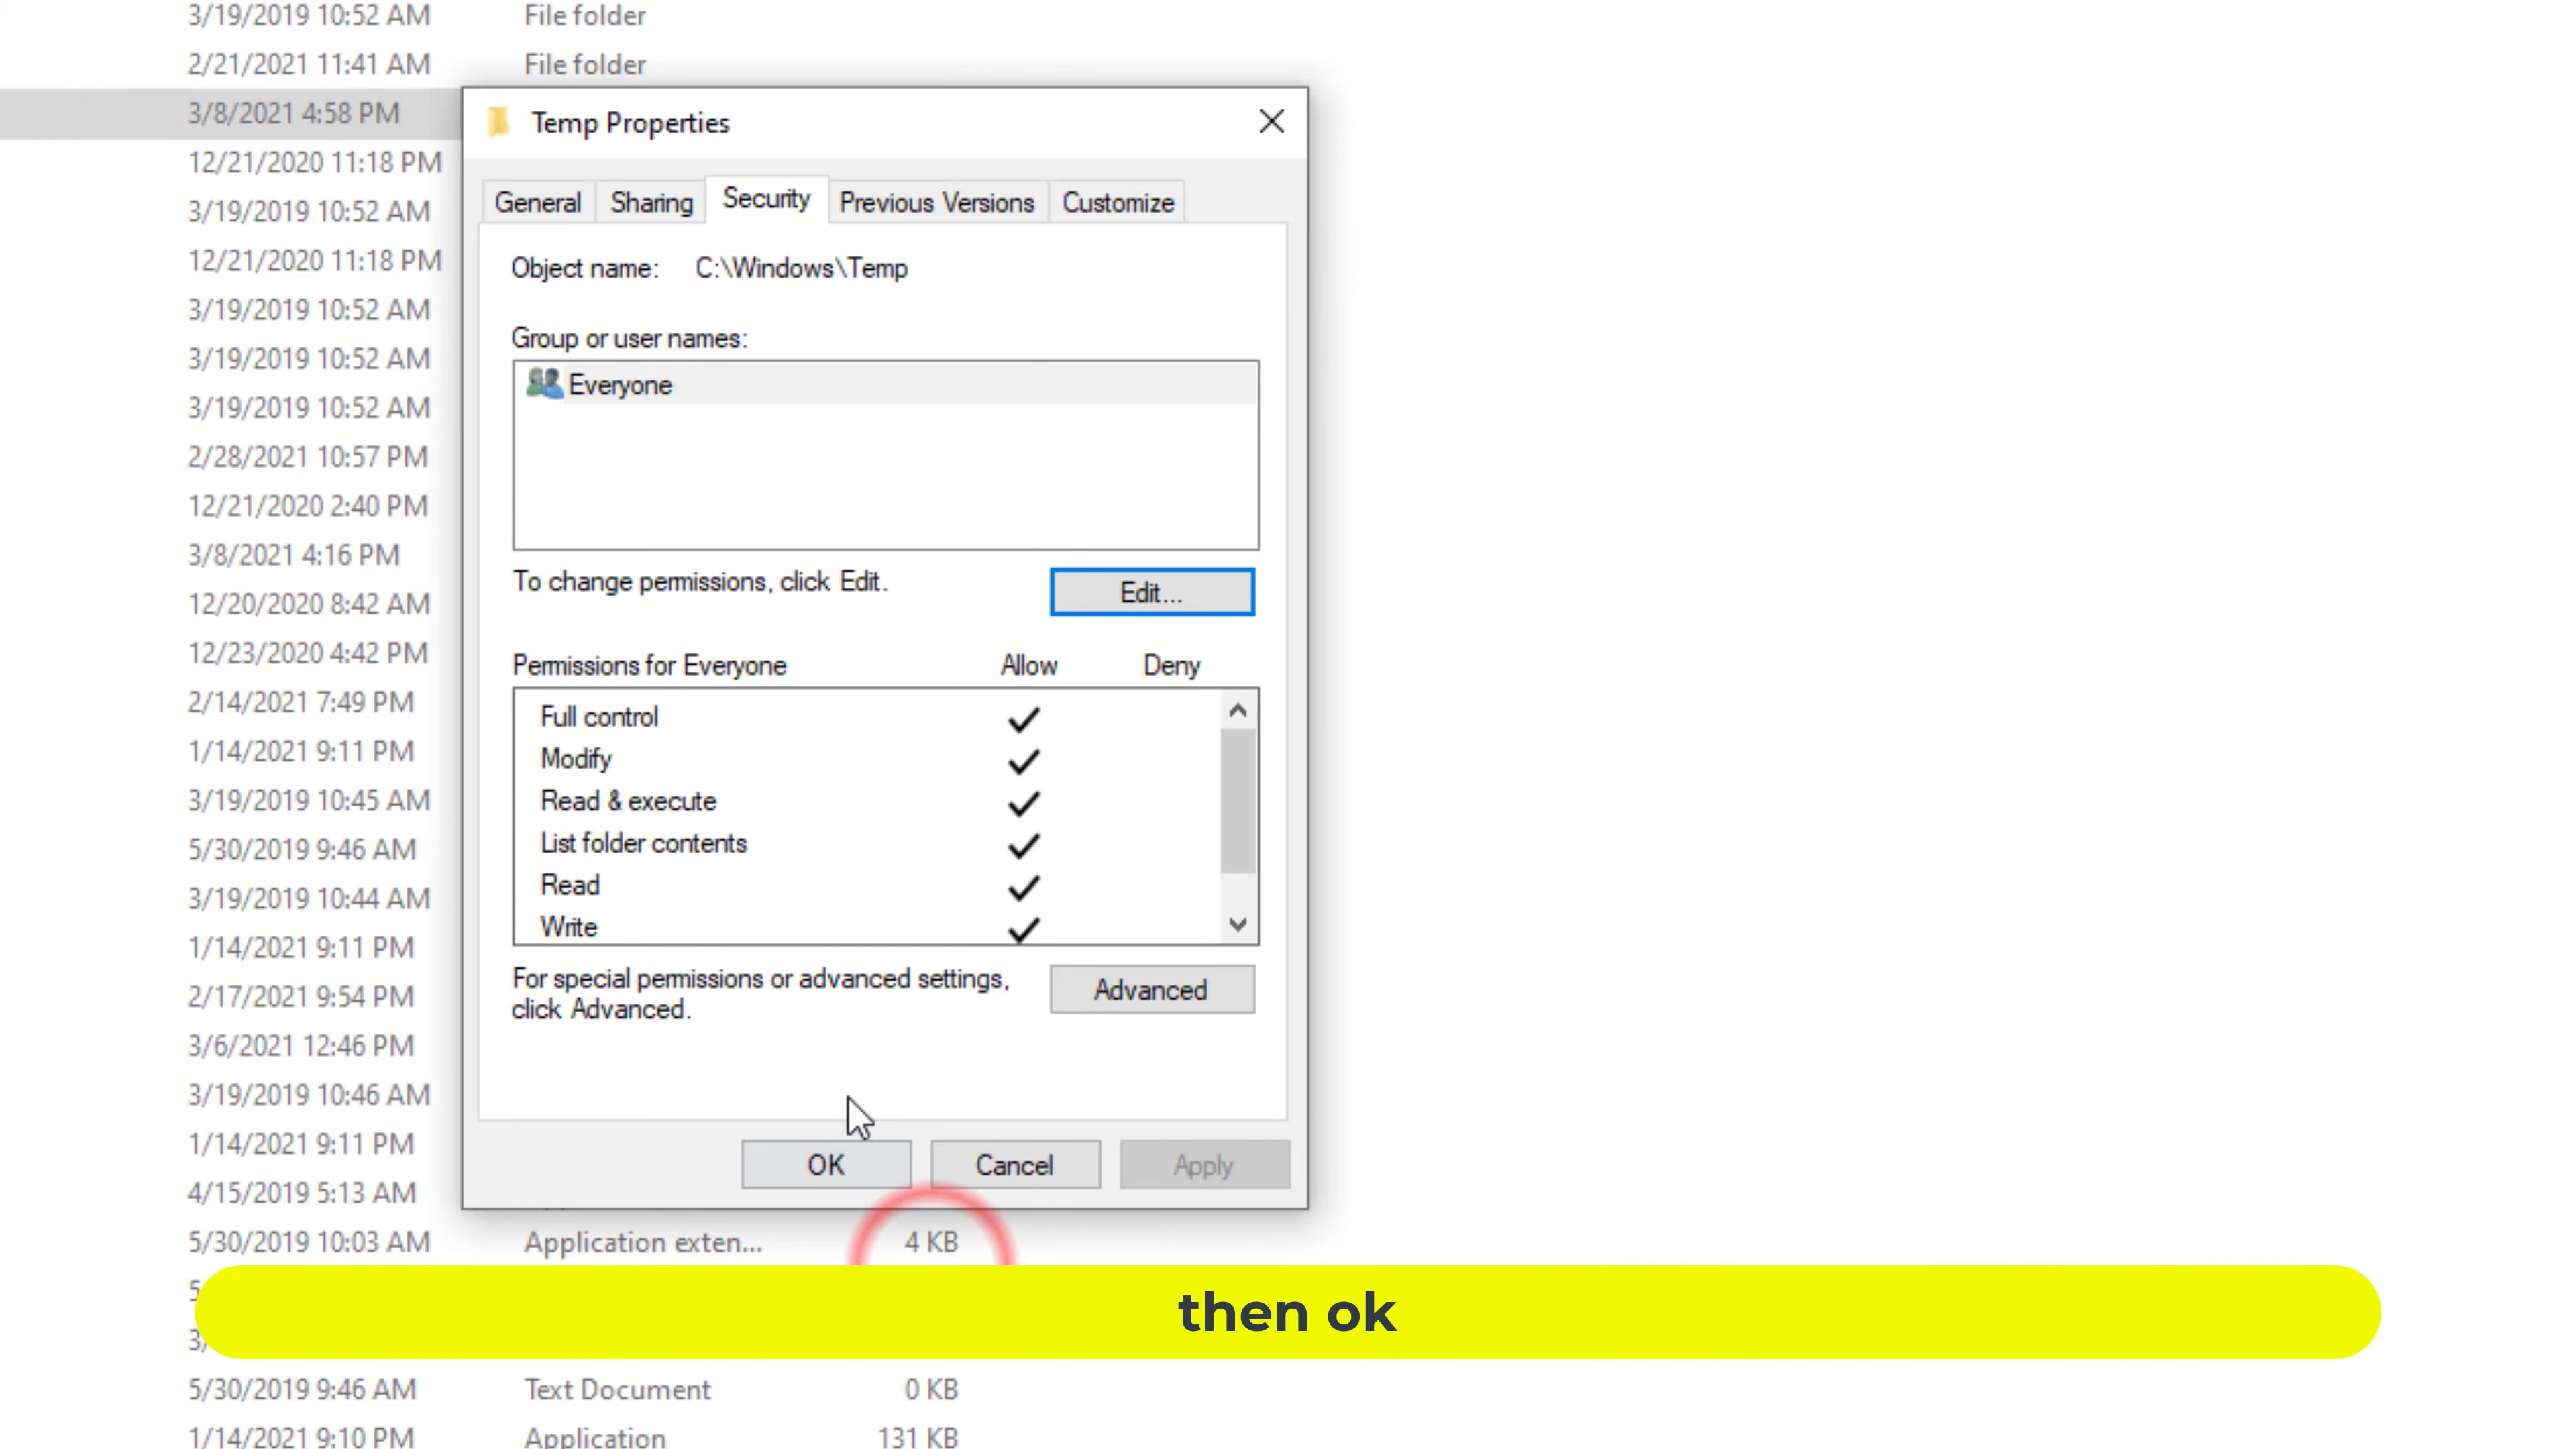 3/19/2019 10:52 AM File folder
2/21/2021 11:41 AM File folder
3/8/2021 4:58 PM
12/21/2020 11:18 PM
3/19/2019 10:52 AM
12/21/2020 11:18 PM
3/19/2019 10:52 AM
3/19/2019 10:52 AM
3/19/2019 10:52 AM
2/28/2021 10:57 PM
12/21/2020 2:40 PM
3/8/2021 4:16 PM
12/20/2020 8:42 AM
12/23/2020 4:42 PM
2/14/2021 7:49 PM
1/14/2021 9:11 PM
3/19/2019 10:45 AM
5/30/2019 9:46 AM
3/19/2019 10:44 AM
1/14/2021 9:11 PM
2/17/2021 9:54 PM
3/6/2021 12:46 PM
3/19/2019 10:46 AM
1/14/2021 9:11 PM
4/15/2019 5:13 AM
5/30/2019 10:03 AM Application exten... 4 KB
5/30/2019 9:46 AM Text Document 0 KB
1/14/2021 9:10 PM Application 131 KB
Temp Properties
General Sharing Security Previous Versions Customize
Object name: C:\Windows\Temp
Group or user names:
Everyone
To change permissions, click Edit.
Edit...
Permissions for Everyone Allow Deny
Full control
Modify
Read & execute
List folder contents
Read
Write
For special permissions or advanced settings,
click Advanced.
Advanced
OK Cancel Apply
then ok